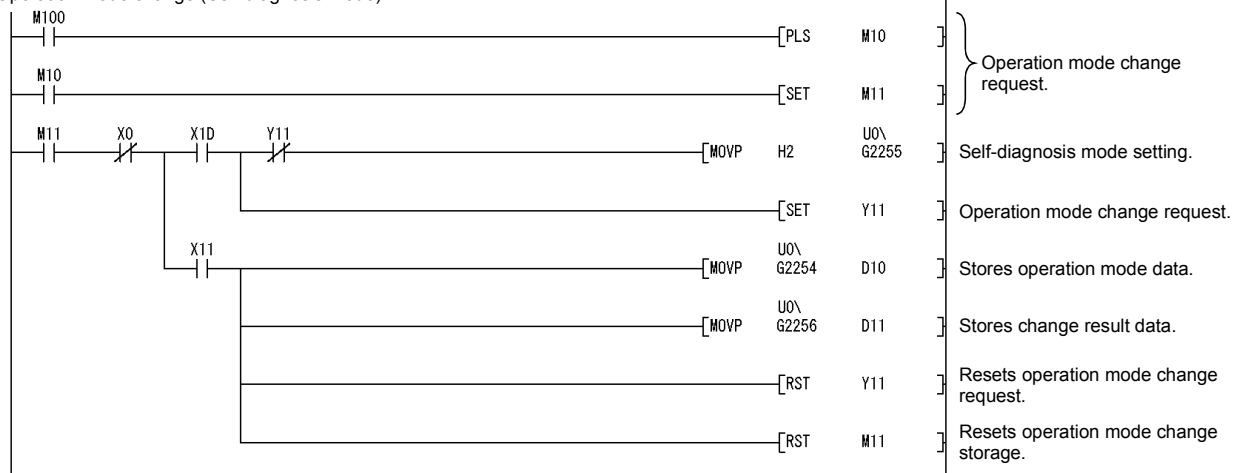 M100
[PLS M10 ]
Operation mode change
request.
M10
[SET M11 ]
M11 X0 X1D Y11
[MOVP H2 U0\
G2255 ]
Self-diagnosis mode setting.
[SET Y11 ]
Operation mode change request.
X11
[MOVP U0\
G2254 D10 ]
Stores operation mode data.
[MOVP U0\
G2256 D11 ]
Stores change result data.
[RST Y11 ]
Resets operation mode change
request.
[RST M11 ]
Resets operation mode change
storage.